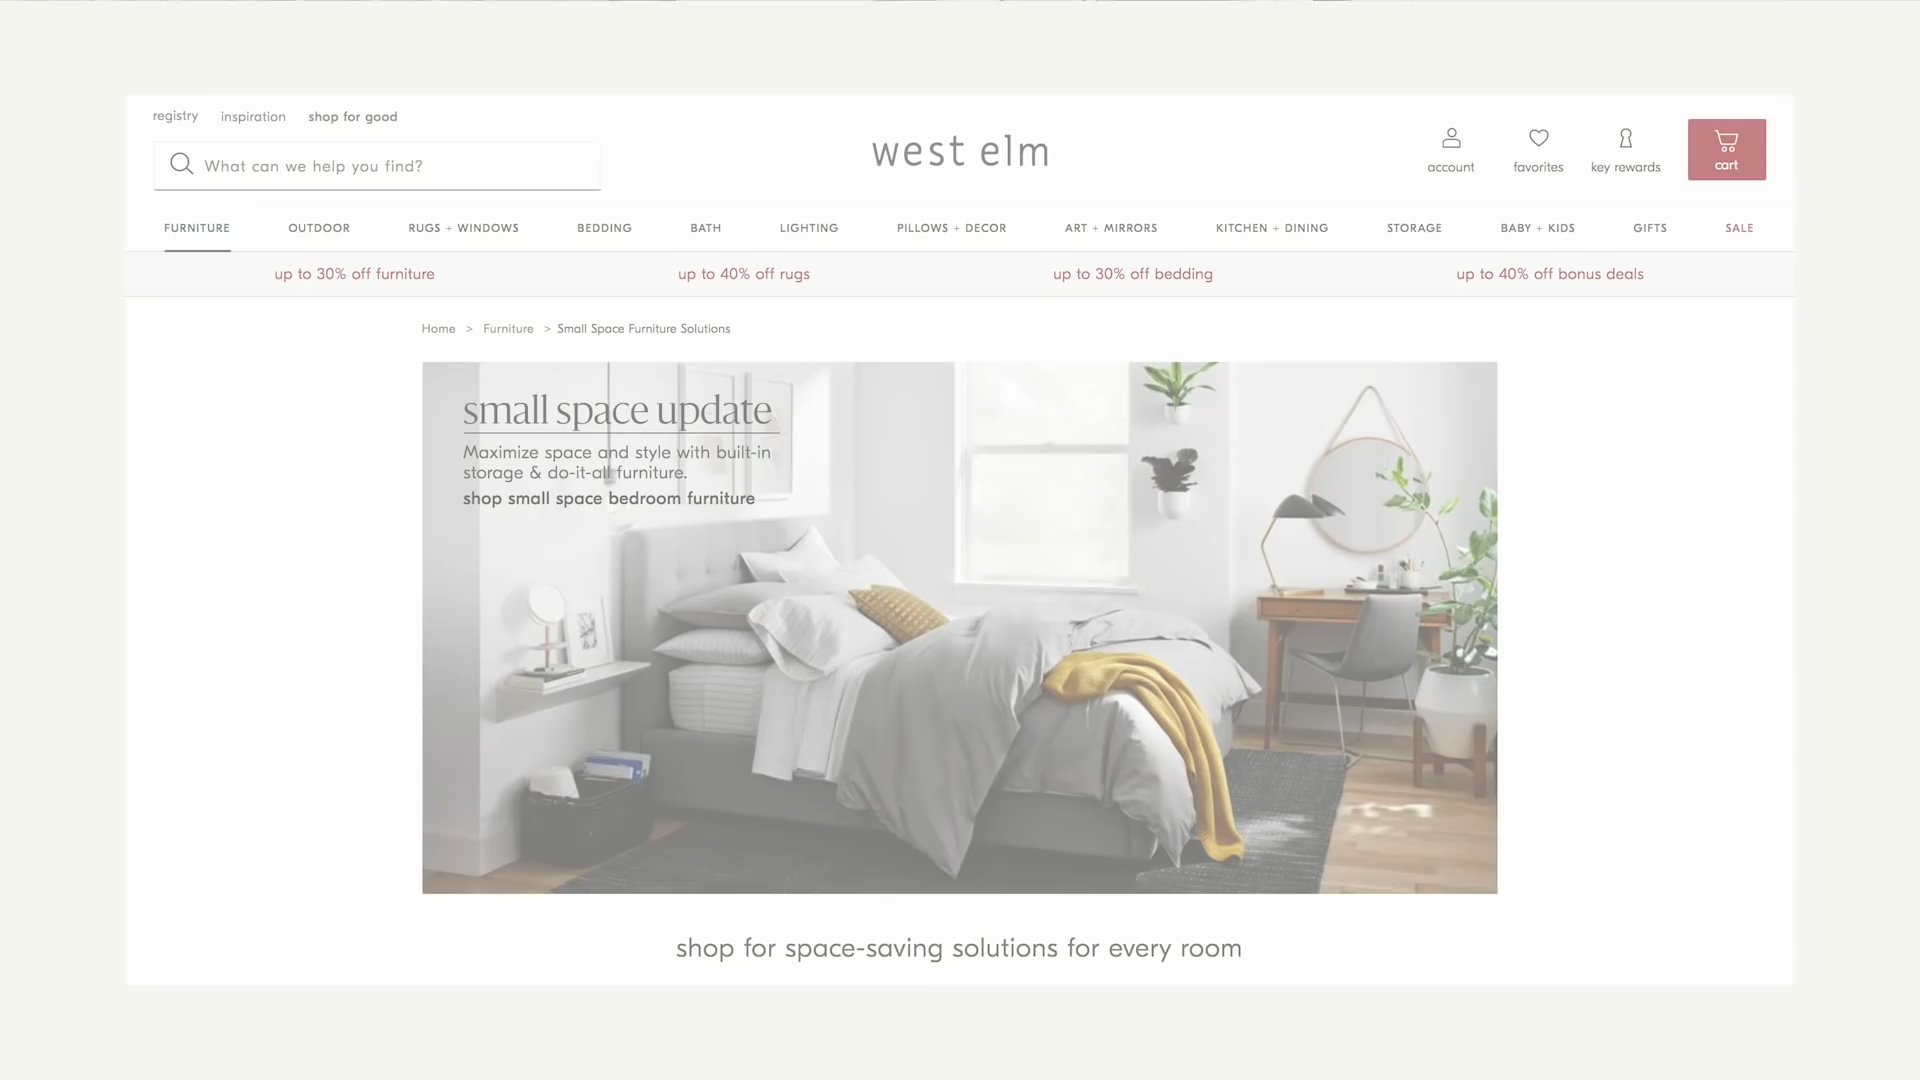 registry inspiration shop for good
What can we help you find?
west elm
account favorites key rewards cart
FURNITURE OUTDOOR RUGS + WINDOWS BEDDING BATH LIGHTING PILLOWS + DECOR ART + MIRRORS KITCHEN + DINING STORAGE BABY + KIDS GIFTS SALE
up to 30% off furniture up to 40% off rugs up to 30% off bedding up to 40% off bonus deals
Home > Furniture > Small Space Furniture Solutions
small space update
Maximize space and style with built-in
storage & do-it-all furniture.
shop small space bedroom furniture
shop for space-saving solutions for every room